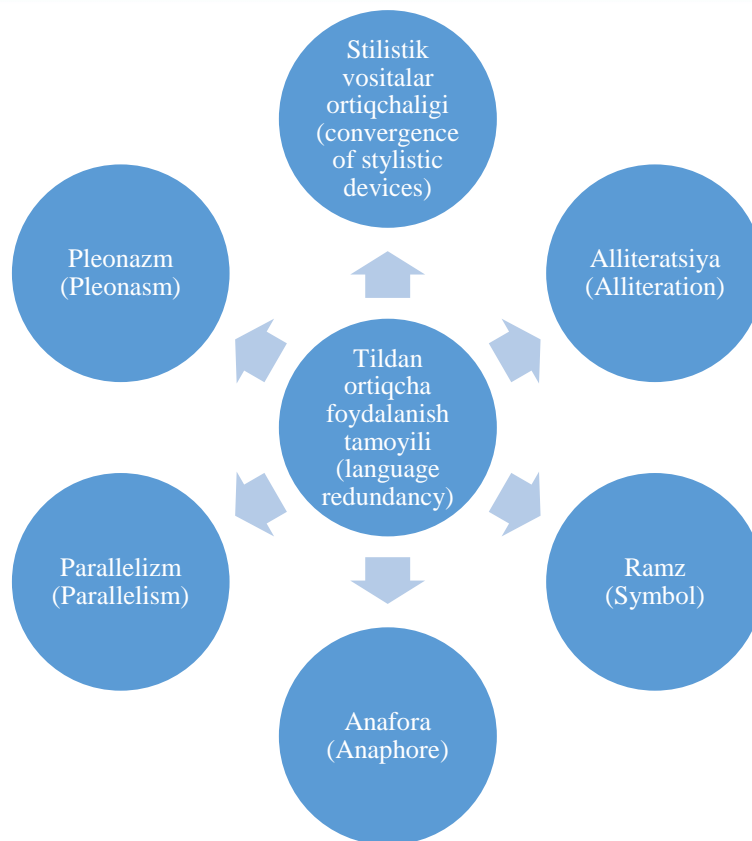 Stilistik
vositalar
ortiqchaligi
(convergence
of stylistic
devices)
Pleonazm
(Pleonasm)
Alliteratsiya
(Alliteration)
Tildan
ortiqcha
foydalanish
tamoyili
(language
redundancy)
Parallelizm
(Parallelism)
Ramz
(Symbol)
Anafora
(Anaphore)